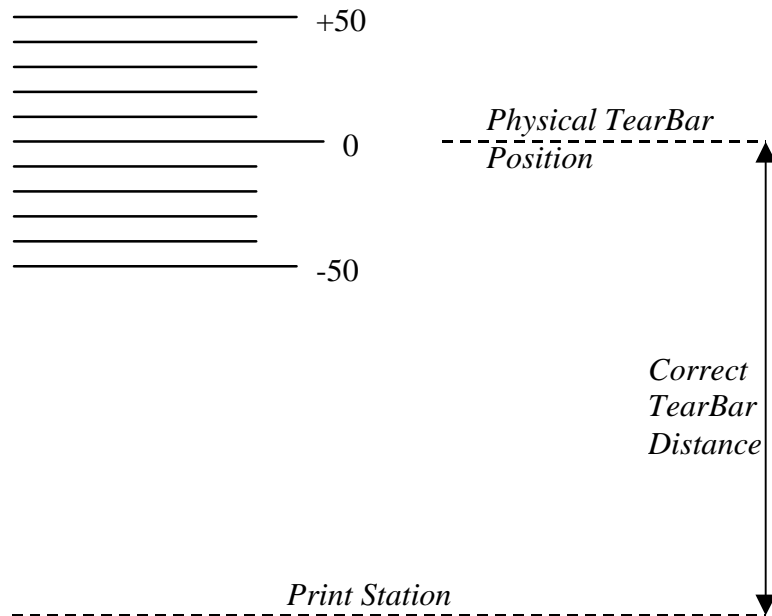 +50
Physical TearBar
0
Position
-50
Correct
TearBar
Distance
Print Station